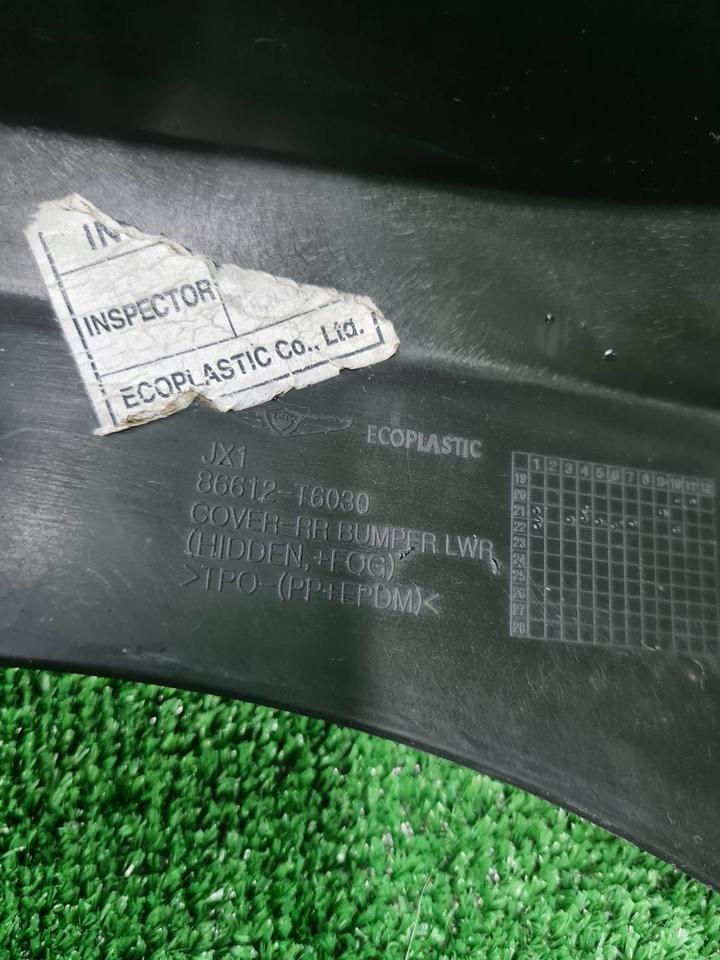 IN
INSPECTOR
ECOPLASTIC Co., Ltd.
ECOPLASTIC
JX1
86612-T6030
COVER-RR BUMPER LWR
(HIDDEN,+FOG)
>TPO-(PP+EPDM)<
1 2 3 4 5 6 7 8 9 10 11 12
19
20
21
22
23
24
25
26
27
28